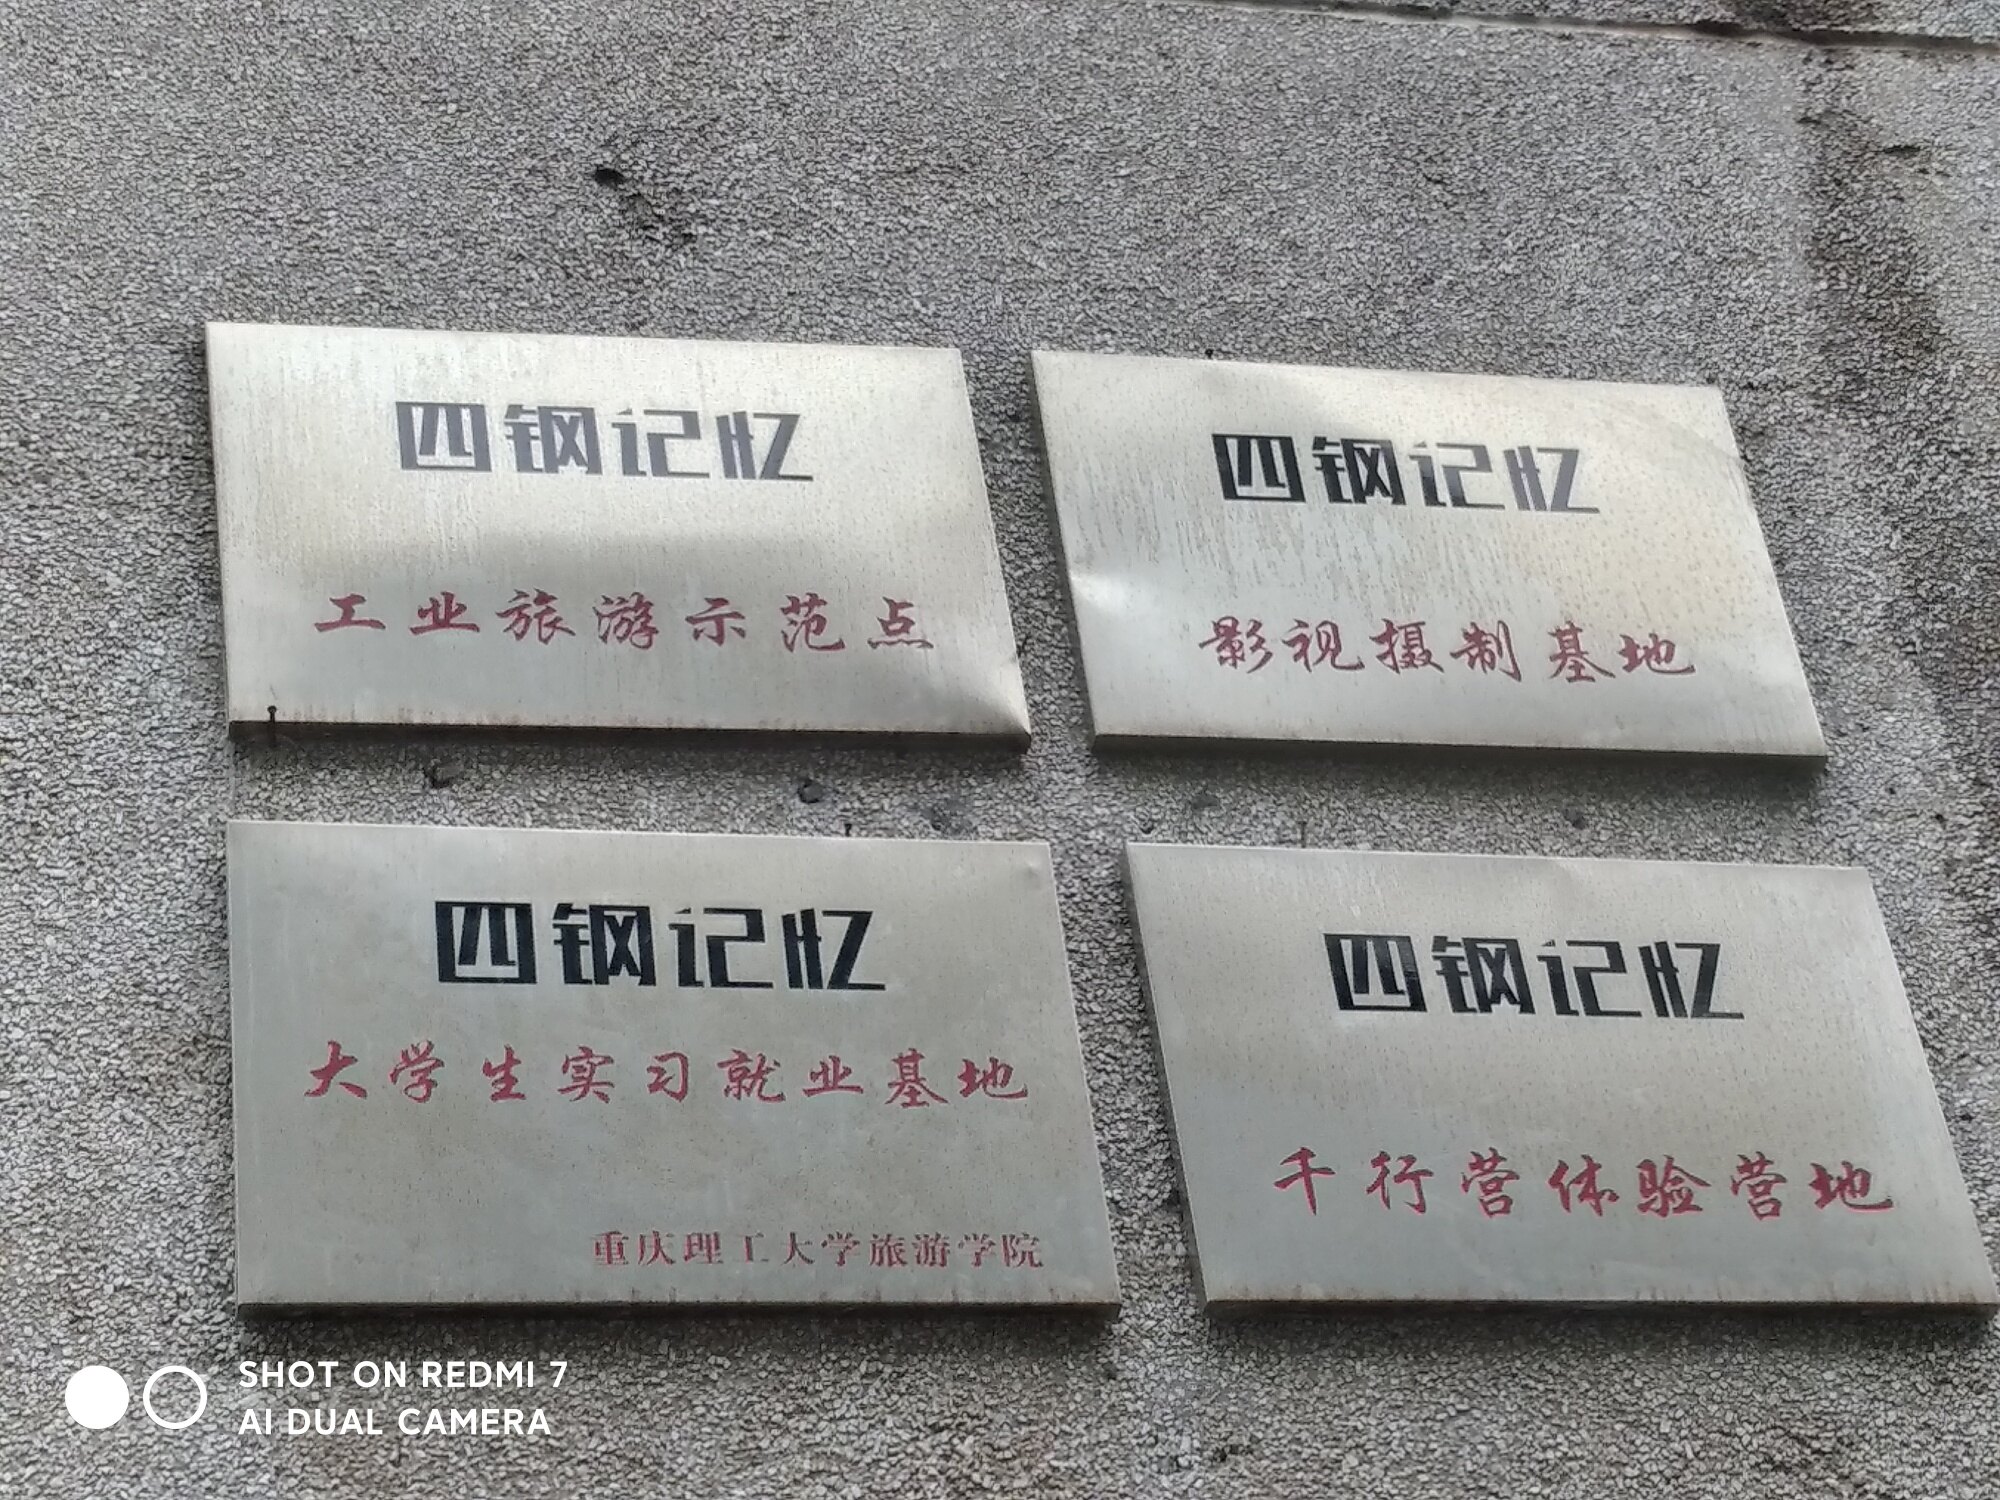 四钢记忆
工业旅游示范点
四钢记忆
影视摄制基地
四钢记忆
大学生实习就业基地
重庆理工大学旅游学院
四钢记忆
千行营体验营地
SHOT ON REDMI 7
AI DUAL CAMERA